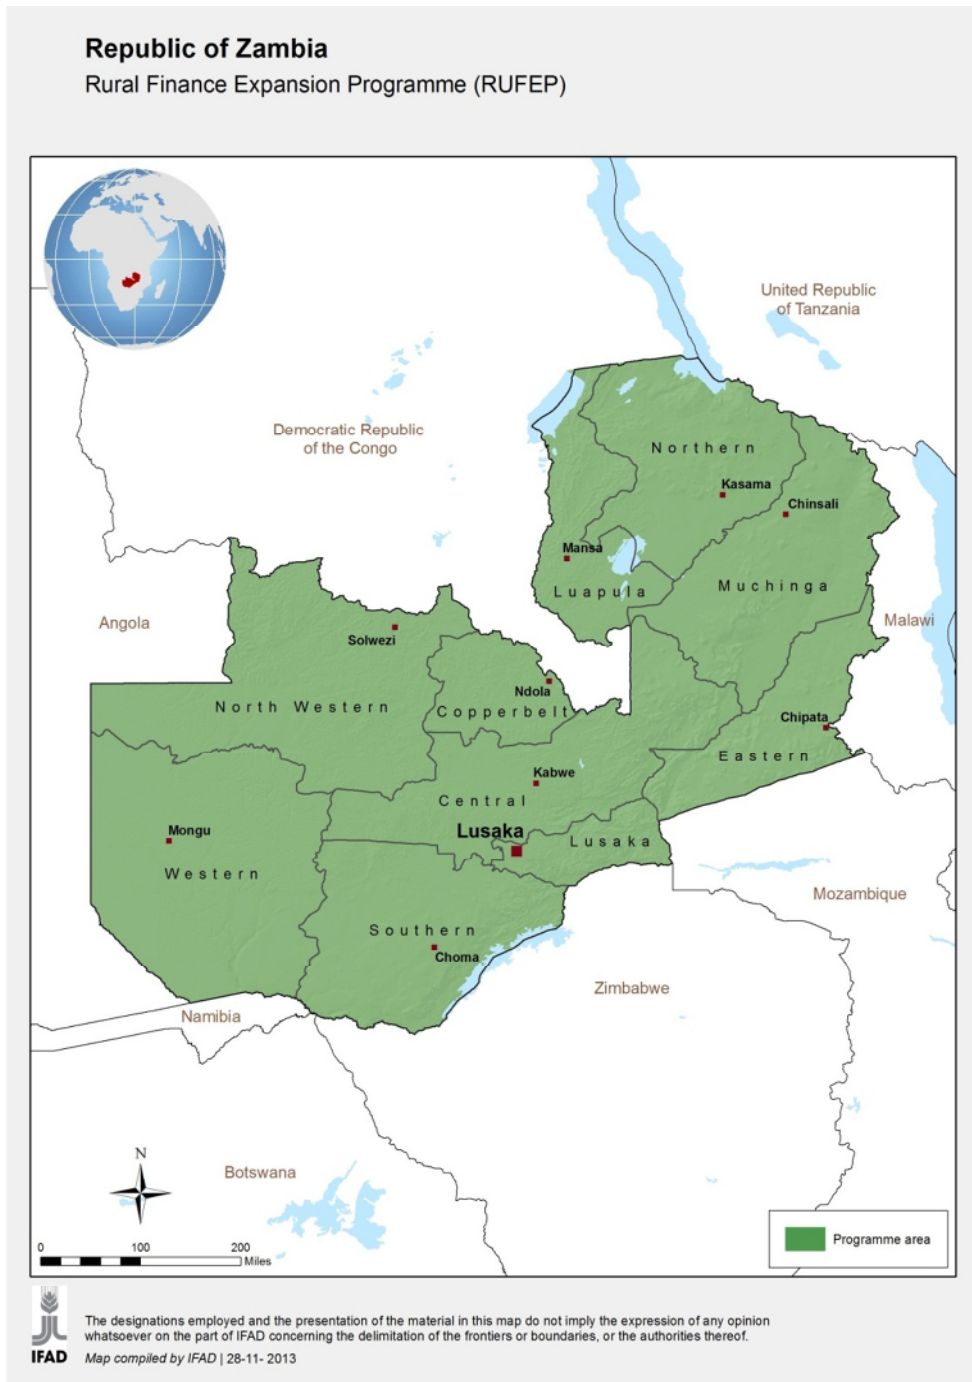 Republic of Zambia
Rural Finance Expansion Programme (RUFEP)
United Republic
of Tanzania
Democratic Republic
of the Congo
Northern
Kasama
Chinsali
Mansa
Luapula
Muchinga
Angola
Malawi
Solwezi
Ndola
North Western
Copperbelt
Chipata
Eastern
Kabwe
Central
Mongu
Lusaka
Lusaka
Western
Mozambique
Southern
Choma
Zimbabwe
Namibia
N
Botswana
0 100 200
Miles
Programme area
The designations employed and the presentation of the material in this map do not imply the expression of any opinion
whatsoever on the part of IFAD concerning the delimitation of the frontiers or boundaries, or the authorities thereof.
IFAD
Map compiled by IFAD | 28-11- 2013